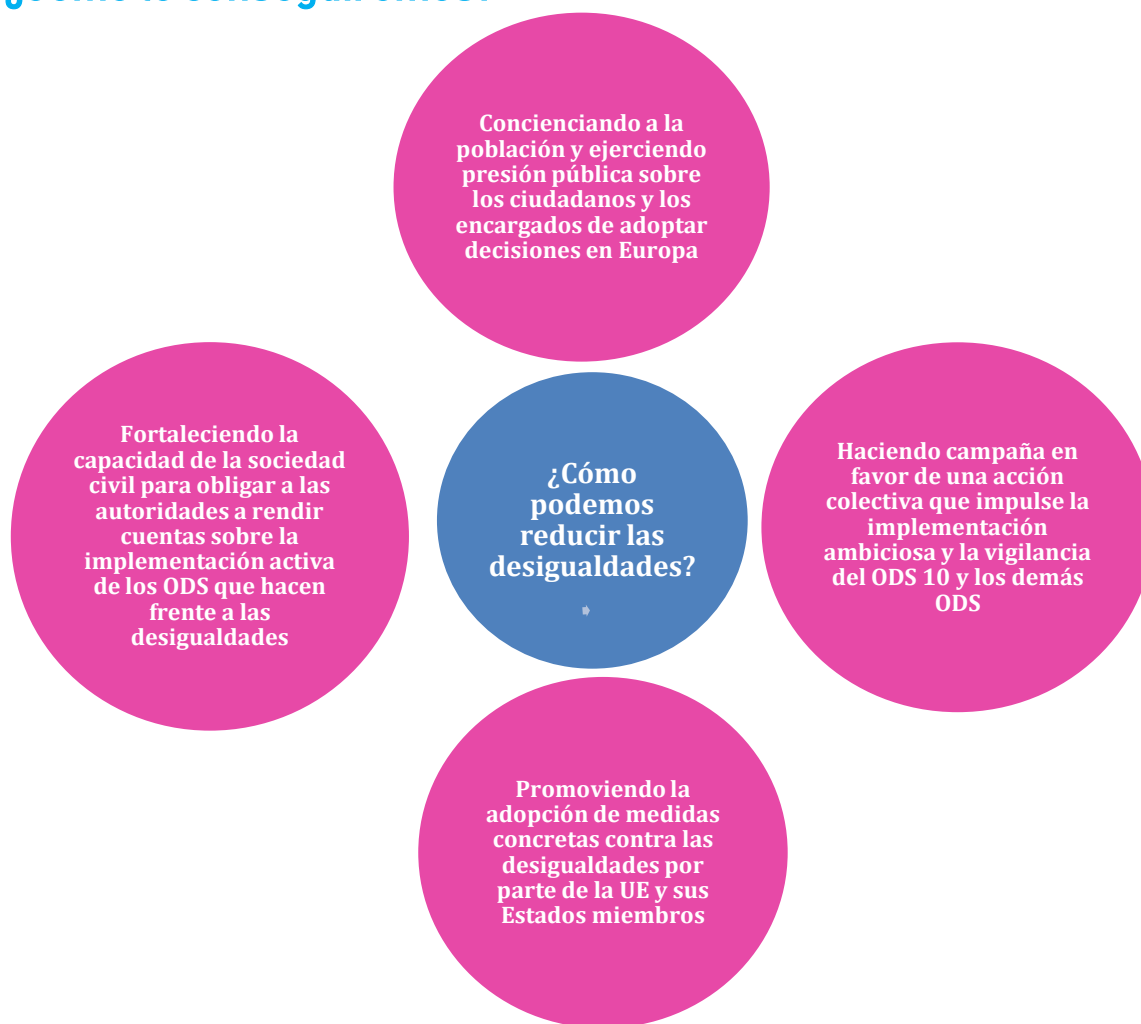 ¿Cómo lo conseguiremos?
Concienciando a la
población y ejerciendo
presión pública sobre
los ciudadanos y los
encargados de adoptar
decisiones en Europa
Fortaleciendo la
capacidad de la sociedad
civil para obligar a las
autoridades a rendir
cuentas sobre la
implementación activa
de los ODS que hacen
frente a las
desigualdades
¿Cómo
podemos
reducir las
desigualdades?
Haciendo campaña en
favor de una acción
colectiva que impulse la
implementación
ambiciosa y la vigilancia
del ODS 10 y los demás
ODS
Promoviendo la
adopción de medidas
concretas contra las
desigualdades por
parte de la UE y sus
Estados miembros